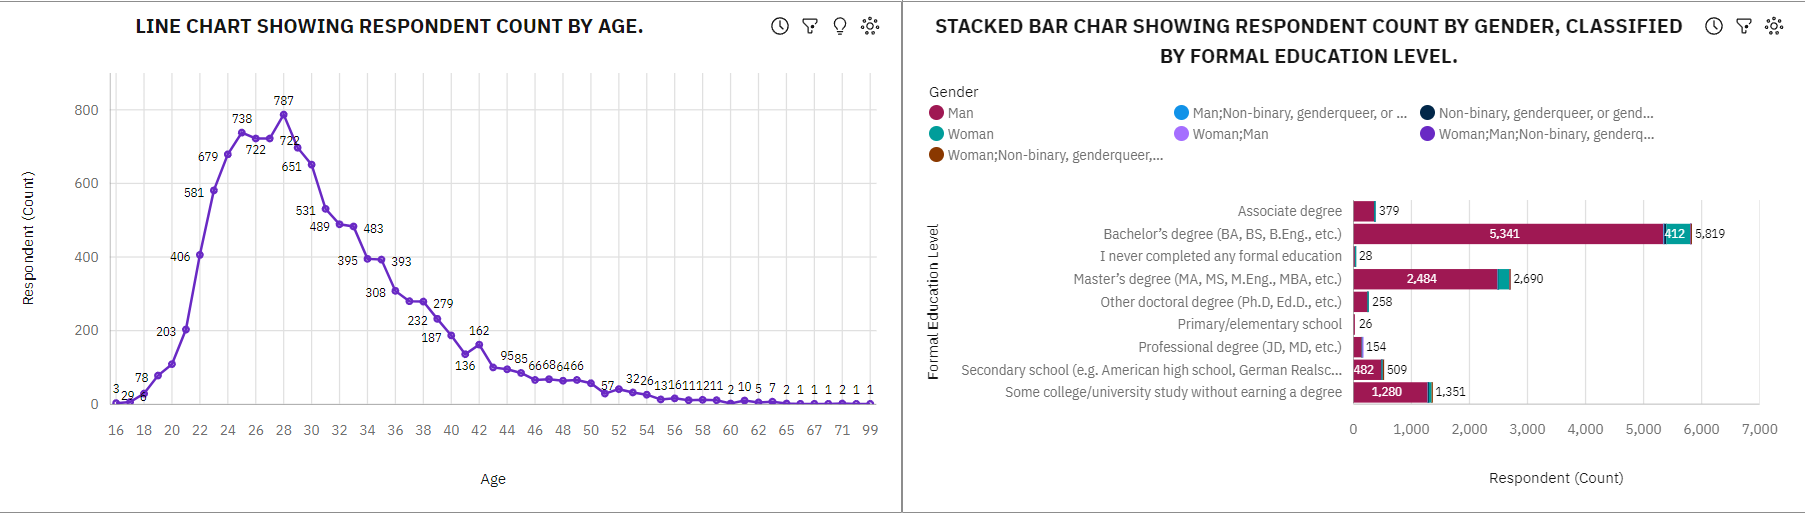 LINE CHART SHOWING RESPONDENT COUNT BY AGE.
Respondent (Count)
800
600
400
200
0
3
29
6
78
203
406
581
679
738
722
787
722
651
531
489
483
395
393
308
279
232
187
136
162
95
85
66
68
64
66
57
32
26
13
16
11
12
11
2
10
5
7
2
1
1
1
2
1
1
16 18 20 22 24 26 28 30 32 34 36 38 40 42 44 46 48 50 52 54 56 58 60 62 65 67 71 99
Age
STACKED BAR CHAR SHOWING RESPONDENT COUNT BY GENDER, CLASSIFIED
BY FORMAL EDUCATION LEVEL.
Gender
Man
Man;Non-binary, genderqueer, or ...
Non-binary, genderqueer, or gend...
Woman
Woman;Man
Woman;Man;Non-binary, genderq...
Woman;Non-binary, genderqueer,...
Formal Education Level
Associate degree 379
Bachelor's degree (BA, BS, B.Eng., etc.) 5,341 412 5,819
I never completed any formal education 28
Master's degree (MA, MS, M.Eng., MBA, etc.) 2,484 2,690
Other doctoral degree (Ph.D, Ed.D., etc.) 258
Primary/elementary school 26
Professional degree (JD, MD, etc.) 154
Secondary school (e.g. American high school, German Realsc... 482 509
Some college/university study without earning a degree 1,280 1,351
0 1,000 2,000 3,000 4,000 5,000 6,000 7,000
Respondent (Count)